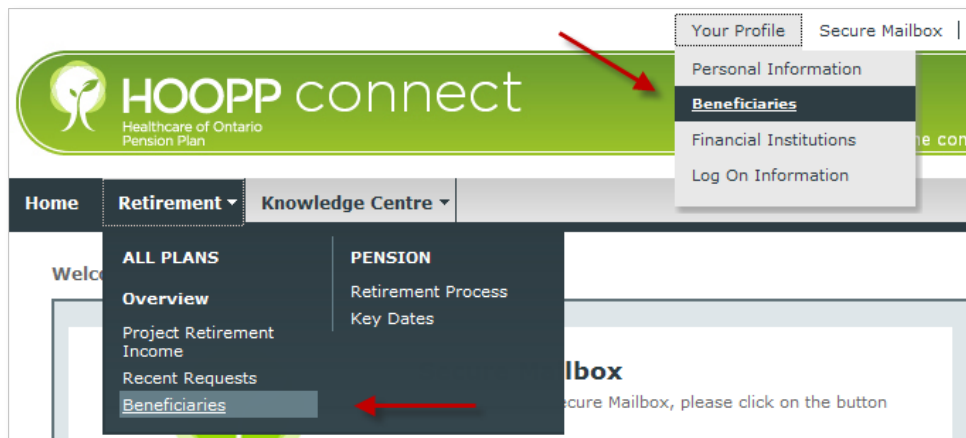 Your Profile Secure Mailbox |
Personal Information
Beneficiaries
Financial Institutions
Log On Information
HOOPP connect
Healthcare of Ontario
Pension Plan
Home Retirement Knowledge Centre
ALL PLANS
Overview
Project Retirement
Income
Recent Requests
Beneficiaries
PENSION
Retirement Process
Key Dates
ecure Mailbox, please click on the button